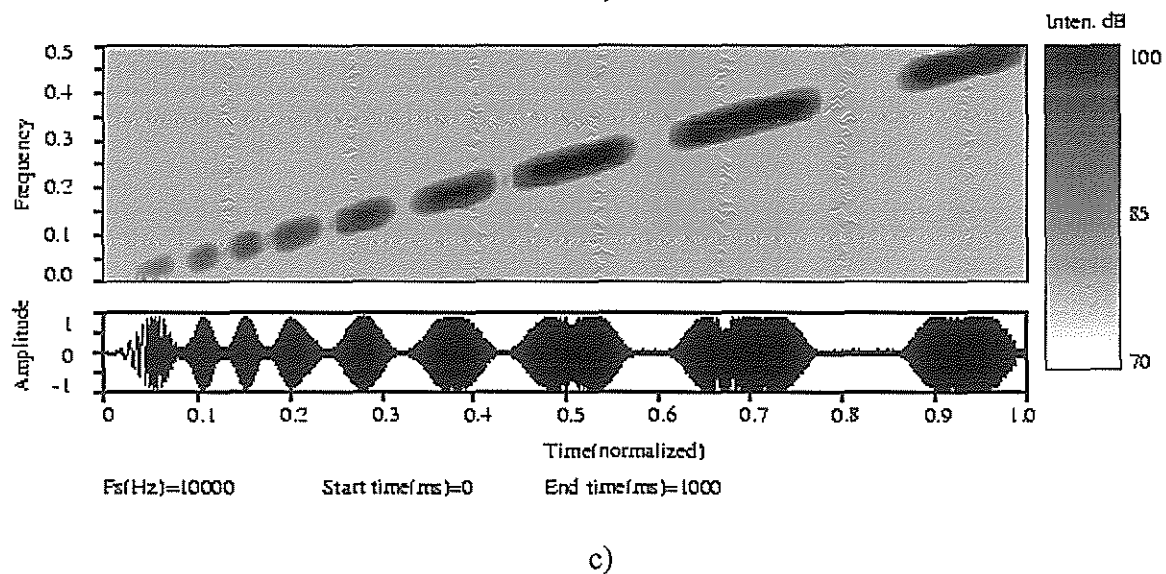 Inten. dB
0.5
0.4
0.3
0.2
0.1
0.0
Frequency
100
85
70
Amplitude
1
0
-1
0 0.1 0.2 0.3 0.4 0.5 0.6 0.7 0.8 0.9 1.0
Time(normalized)
Fs(Hz)=10000 Start time(ms)=0 End time(ms)=1000
c)